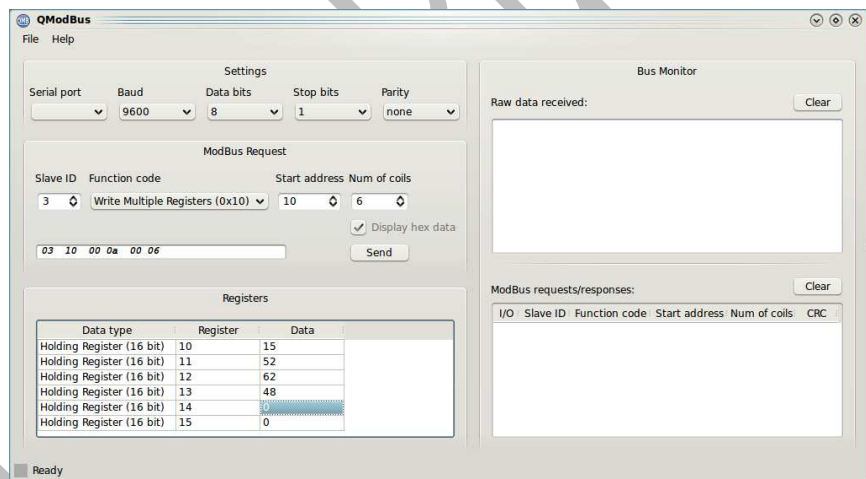 QModBus
File Help
Settings
Serial port Baud Data bits Stop bits Parity
9600 8 1 none
ModBus Request
Slave ID Function code Start address Num of coils
3 Write Multiple Registers (0x10) 10 6
Display hex data
03 10 00 0a 00 06 Send
Registers
Data type Register Data
Holding Register (16 bit) 10 15
Holding Register (16 bit) 11 52
Holding Register (16 bit) 12 62
Holding Register (16 bit) 13 48
Holding Register (16 bit) 14 0
Holding Register (16 bit) 15 0
Bus Monitor
Raw data received: Clear
ModBus requests/responses: Clear
I/O Slave ID Function code Start address Num of coils CRC
Ready